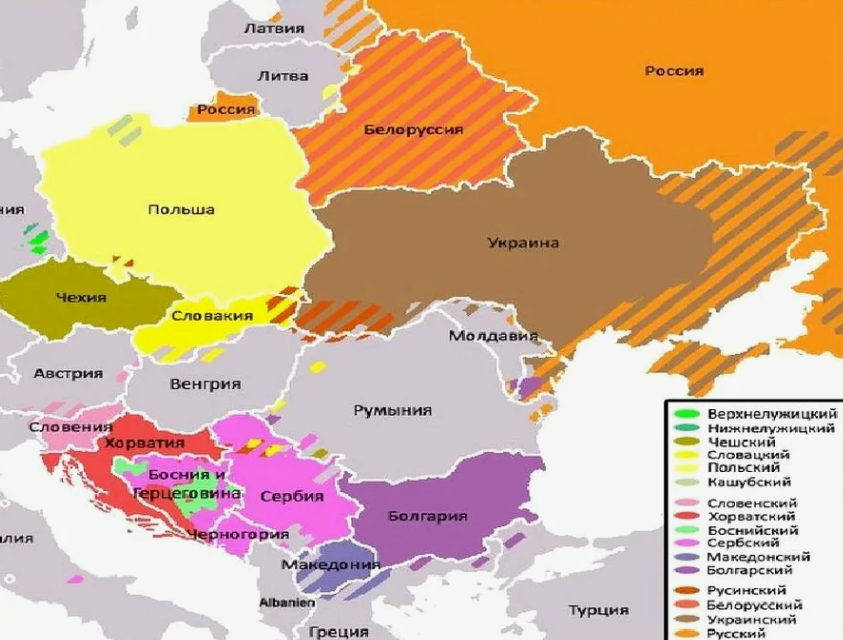 Латвия
Литва
Россия
Россия
Белоруссия
Польша
ния
Украина
Чехия
Словакия
Молдавия
Австрия
Венгрия
Румыния
Словения
Хорватия
Босния и
Герцеговина
Сербия
Болгария
Черногория
алия
Македония
Albanien
Греция
Турция
Верхнелужицкий
Нижнелужицкий
Чешский
Словацкий
Польский
Кашубский
Словенский
Хорватский
Боснийский
Сербский
Македонский
Болгарский
Русинский
Белорусский
Украинский
Русский